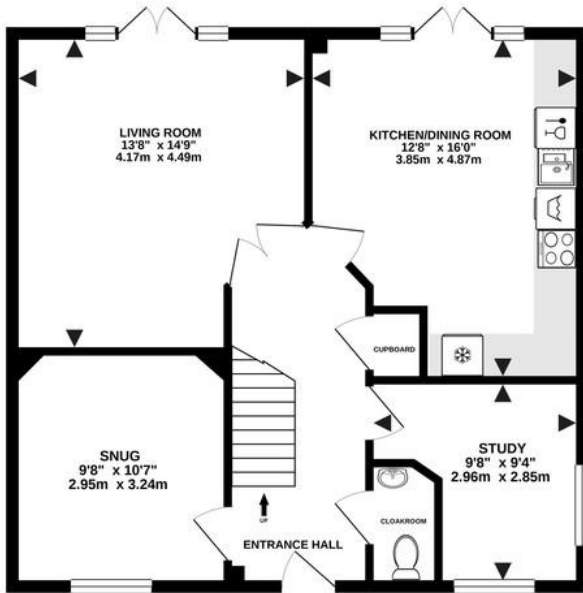 LIVING ROOM
13'8" x 14'9"
4.17m x 4.49m
KITCHEN/DINING ROOM
12'8" x 16'0"
3.85m x 4.87m
CUPBOARD
SNUG
9'8" x 10'7"
2.95m x 3.24m
STUDY
9'8" x 9'4"
2.96m x 2.85m
UP
CLOAKROOM
ENTRANCE HALL